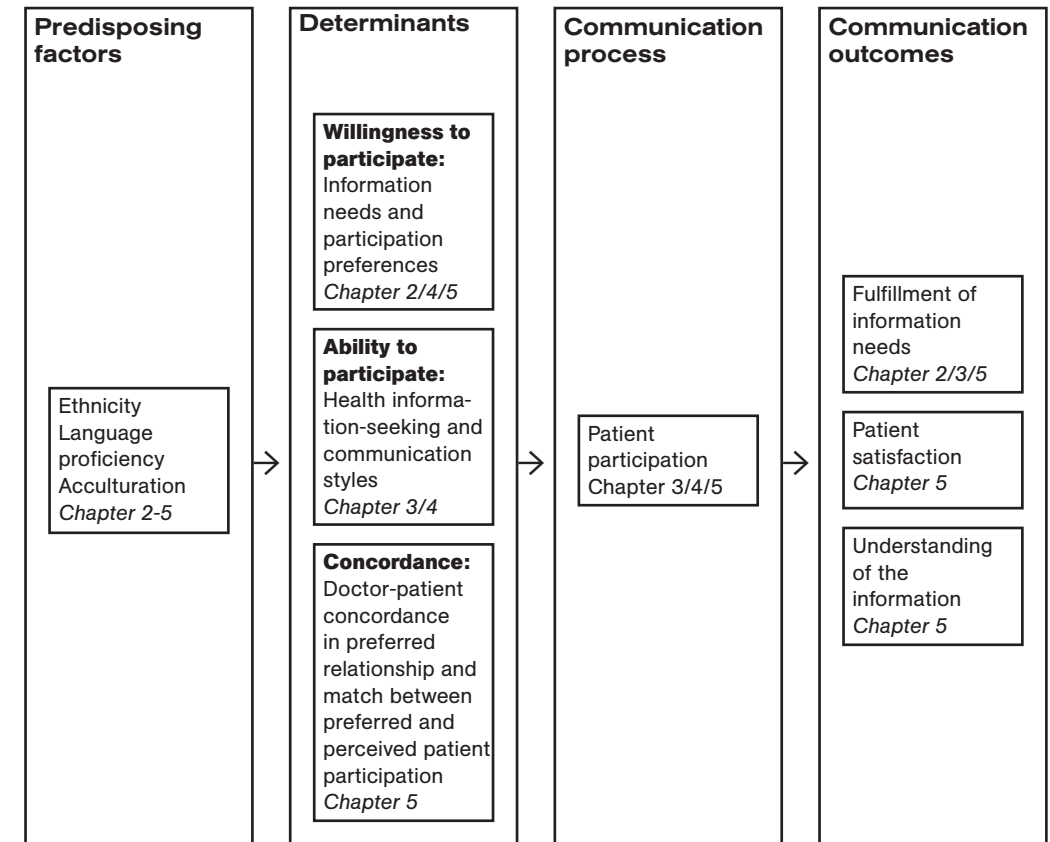 Predisposing
factors
Ethnicity
Language
proficiency
Acculturation
Chapter 2-5
Determinants
Willingness to
participate:
Information
needs and
participation
preferences
Chapter 2/4/5
Ability to
participate:
Health informa-
tion-seeking and
communication
styles
Chapter 3/4
Concordance:
Doctor-patient
concordance
in preferred
relationship and
match between
preferred and
perceived patient
participation
Chapter 5
Communication
process
Patient
participation
Chapter 3/4/5
Communication
outcomes
Fulfillment of
information
needs
Chapter 2/3/5
Patient
satisfaction
Chapter 5
Understanding
of the
information
Chapter 5